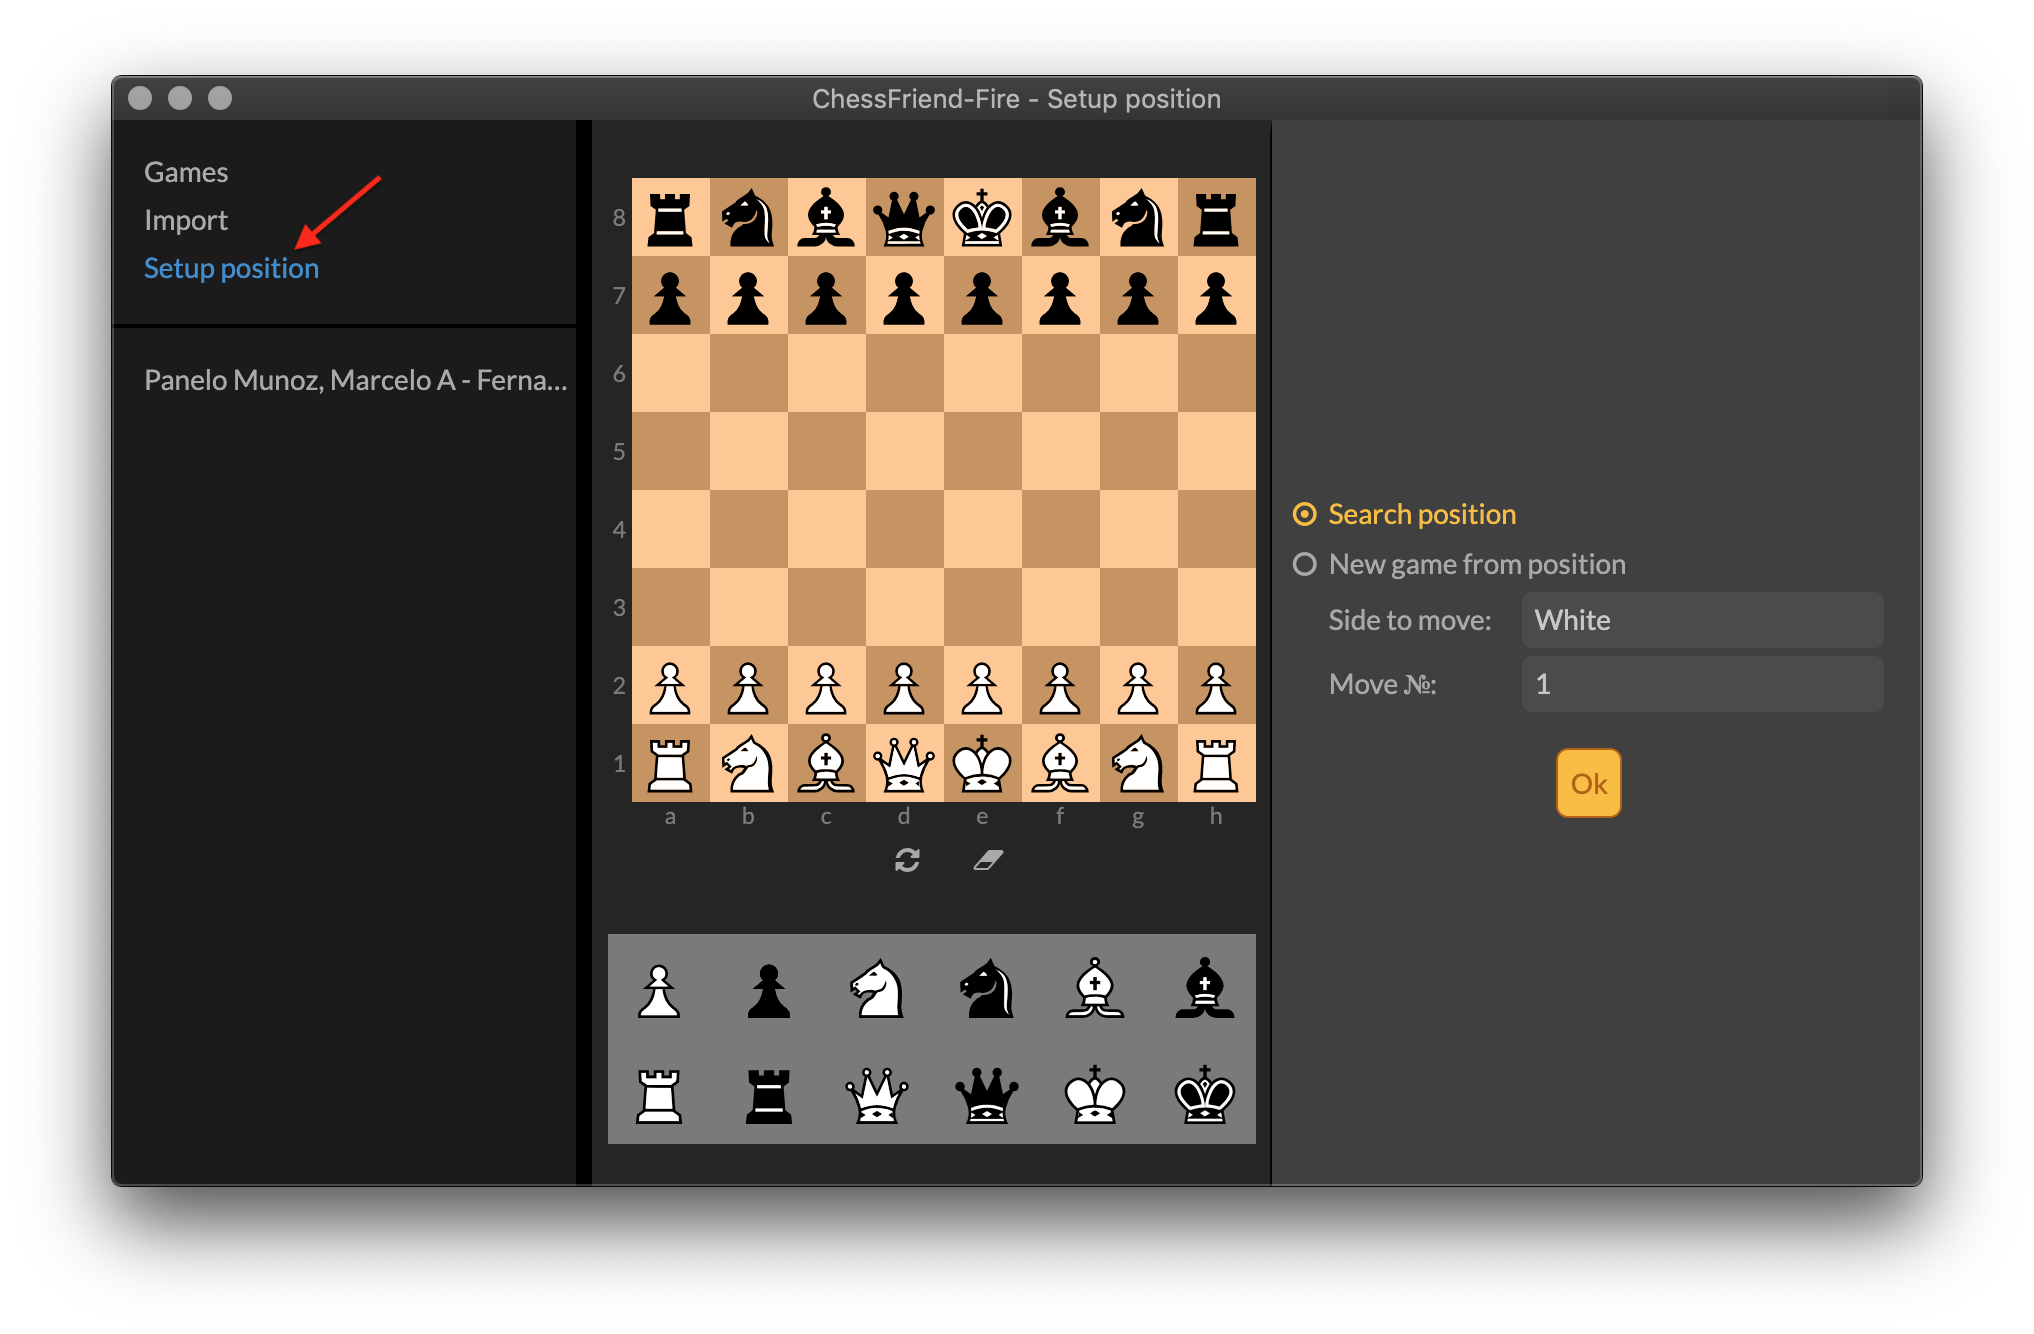 ChessFriend-Fire - Setup position
Games
Import
Setup position
Panelo Munoz, Marcelo A - Ferna...
8
7
6
5
4
3
2
1
a b c d e f g h
Search position
New game from position
Side to move: White
Move №: 1
Ok